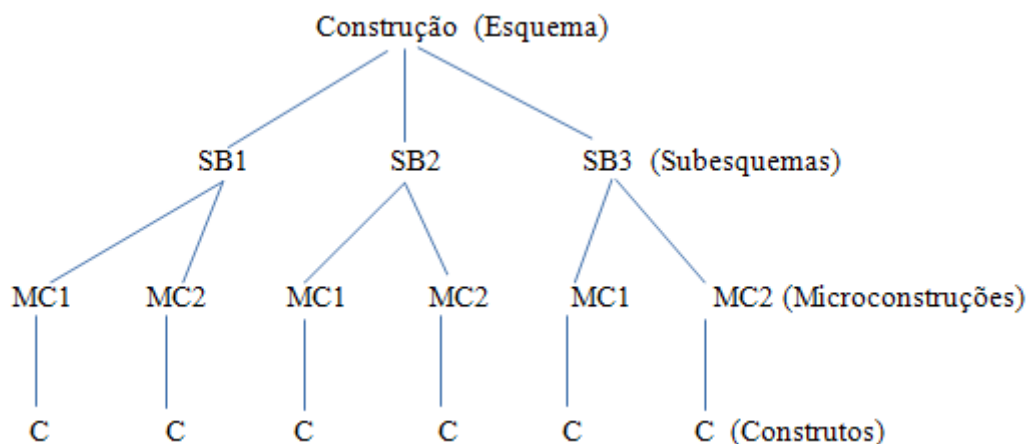 Construção (Esquema)
SB1 SB2 SB3 (Subesquemas)
MC1 MC2 MC1 MC2 MC1 MC2 (Microconstruções)
C C C C C C (Construtos)